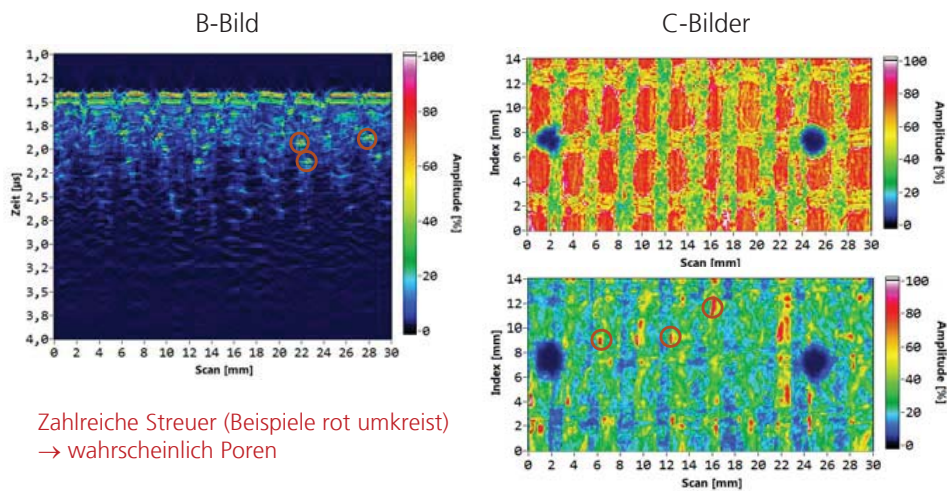 B-Bild
C-Bilder
1,0
1,2
1,5
1,8
2,0
2,2
2,5
2,8
3,0
3,2
3,5
3,8
4,0
Zeit [µs]
0 2 4 6 8 10 12 14 16 18 20 22 24 26 28 30
Scan [mm]
100
80
60
40
20
0
Amplitude [%]
14
12
10
8
6
4
2
0
Index [mm]
0 2 4 6 8 10 12 14 16 18 20 22 24 26 28 30
Scan [mm]
100
80
60
40
20
0
Amplitude [%]
14
12
10
8
6
4
2
0
Index [mm]
0 2 4 6 8 10 12 14 16 18 20 22 24 26 28 30
Scan [mm]
100
80
60
40
20
0
Amplitude [%]
Zahlreiche Streuer (Beispiele rot umkreist)
→ wahrscheinlich Poren